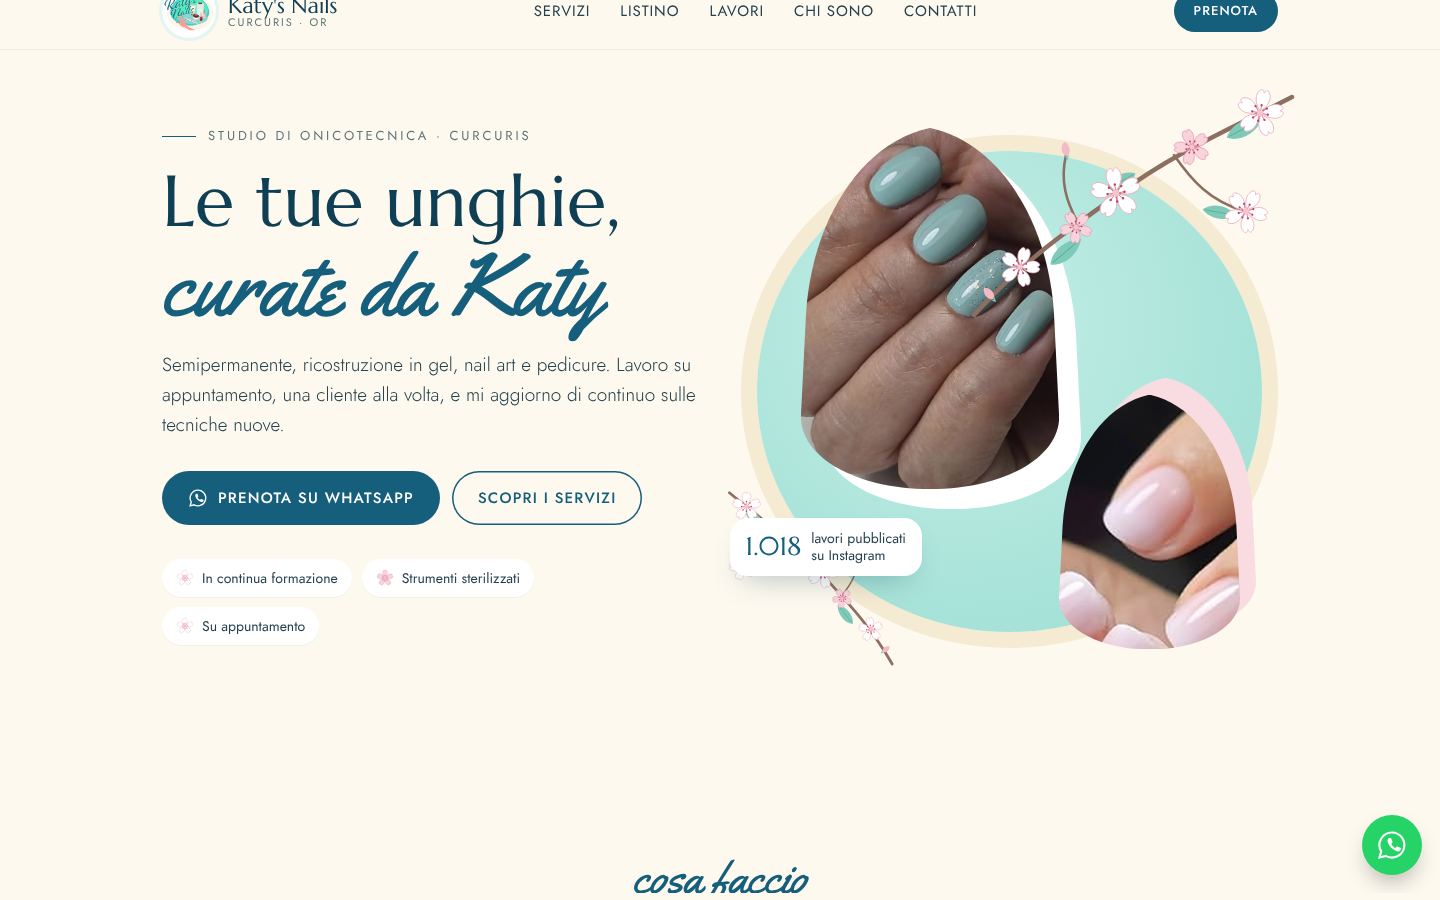 Katy's Nails
CURCURIS · OR
SERVIZI
LISTINO
LAVORI
CHI SONO
CONTATTI
PRENOTA
STUDIO DI ONICOTECNICA · CURCURIS
Le tue unghie,
curate da Katy
Semipermanente, ricostruzione in gel, nail art e pedicure. Lavoro su
appuntamento, una cliente alla volta, e mi aggiorno di continuo sulle
tecniche nuove.
PRENOTA SU WHATSAPP
SCOPRI I SERVIZI
In continua formazione
Strumenti sterilizzati
Su appuntamento
1.018
lavori pubblicati
su Instagram
cosa faccio